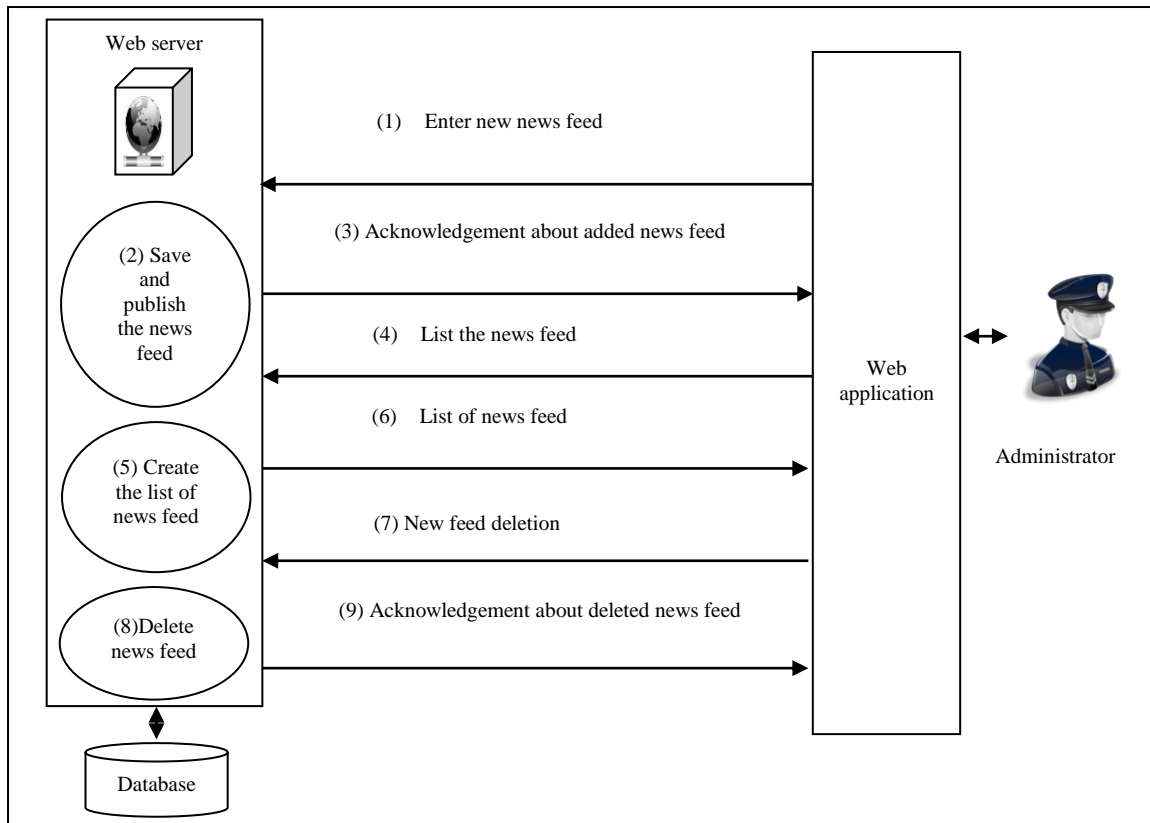 Web server
(1) Enter new news feed
(3) Acknowledgement about added news feed
(2) Save
and
publish
the news
feed
(4) List the news feed
Web
application
(6) List of news feed
Administrator
(5) Create
the list of
news feed
(7) New feed deletion
(9) Acknowledgement about deleted news feed
(8)Delete
news feed
Database